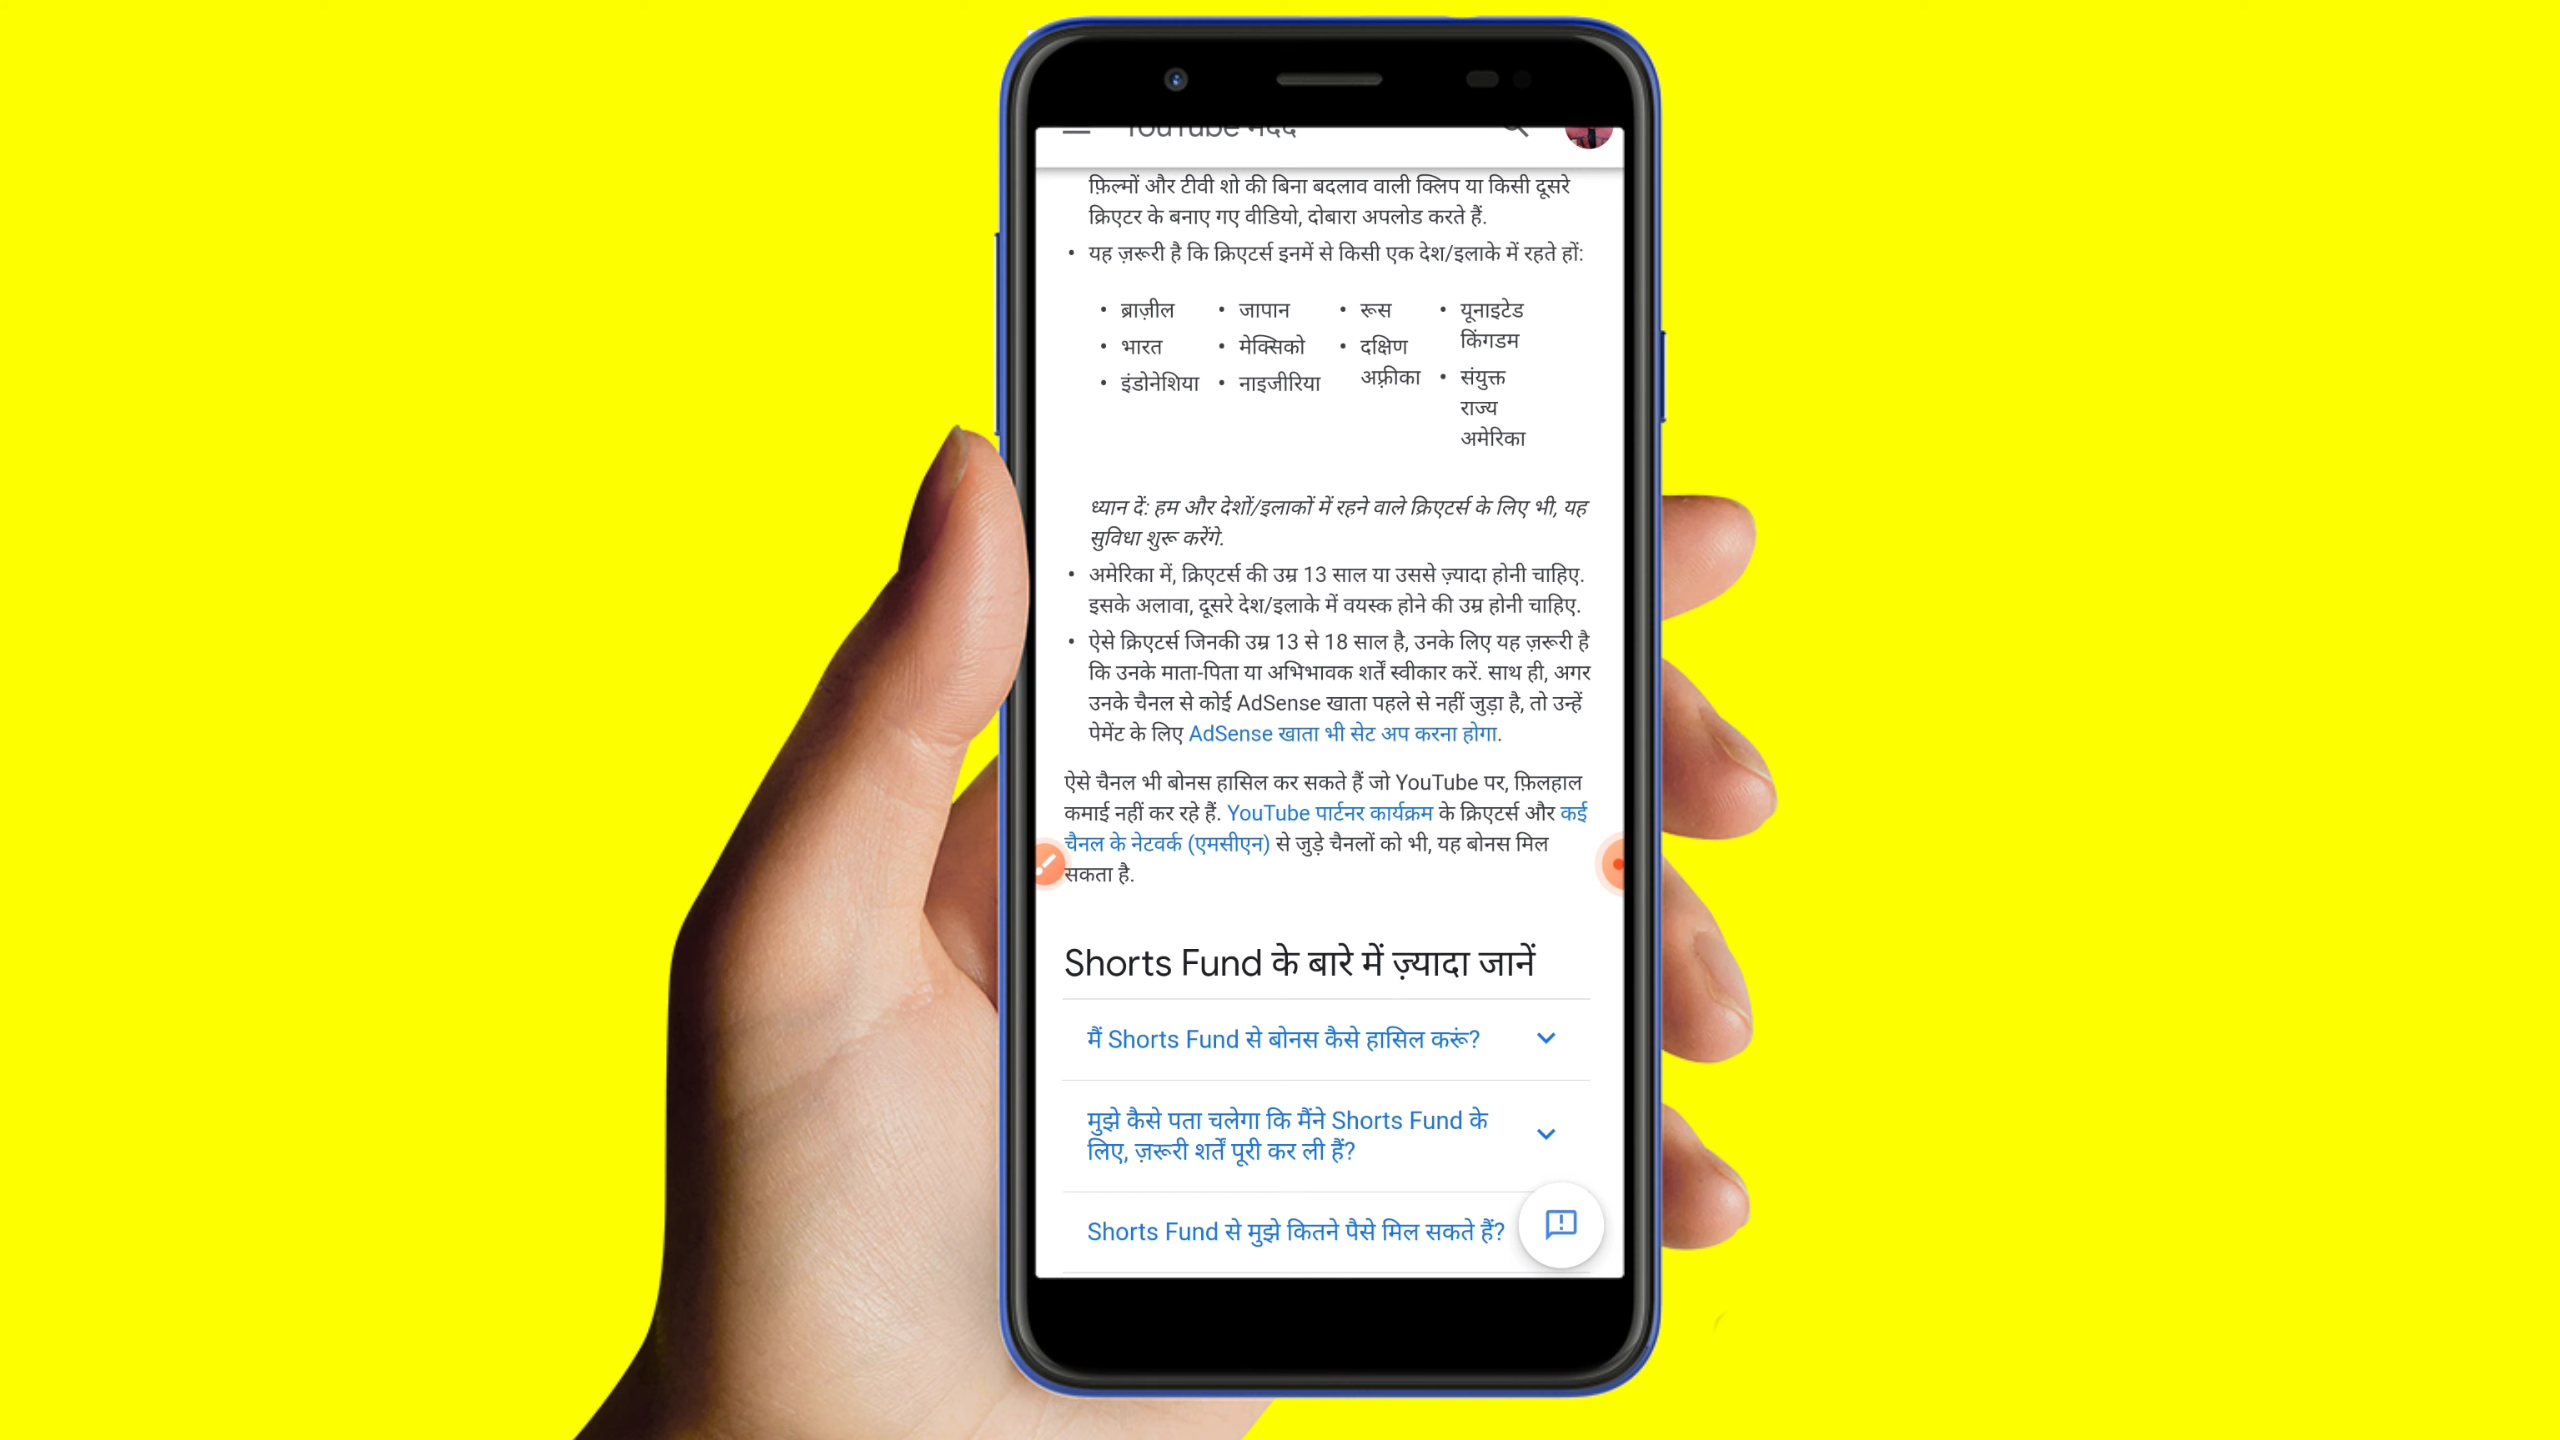 YouTube मदद
फ़िल्मों और टीवी शो की बिना बदलाव वाली क्लिप या किसी दूसरे
क्रिएटर के बनाए गए वीडियो, दोबारा अपलोड करते हैं.
• यह ज़रूरी है कि क्रिएटर्स इनमें से किसी एक देश/इलाके में रहते हों:
• ब्राज़ील
• भारत
• इंडोनेशिया
• जापान
• मेक्सिको
• नाइजीरिया
• रूस
• दक्षिण
अफ़्रीका
• यूनाइटेड
किंगडम
• संयुक्त
राज्य
अमेरिका
ध्यान दें: हम और देशों/इलाकों में रहने वाले क्रिएटर्स के लिए भी, यह
सुविधा शुरू करेंगे.
• अमेरिका में, क्रिएटर्स की उम्र 13 साल या उससे ज़्यादा होनी चाहिए.
इसके अलावा, दूसरे देश/इलाके में वयस्क होने की उम्र होनी चाहिए.
• ऐसे क्रिएटर्स जिनकी उम्र 13 से 18 साल है, उनके लिए यह ज़रूरी है
कि उनके माता-पिता या अभिभावक शर्तें स्वीकार करें. साथ ही, अगर
उनके चैनल से कोई AdSense खाता पहले से नहीं जुड़ा है, तो उन्हें
पेमेंट के लिए AdSense खाता भी सेट अप करना होगा.
ऐसे चैनल भी बोनस हासिल कर सकते हैं जो YouTube पर, फ़िलहाल
कमाई नहीं कर रहे हैं. YouTube पार्टनर कार्यक्रम के क्रिएटर्स और कई
चैनल के नेटवर्क (एमसीएन) से जुड़े चैनलों को भी, यह बोनस मिल
सकता है.
Shorts Fund के बारे में ज़्यादा जानें
मैं Shorts Fund से बोनस कैसे हासिल करूं?
मुझे कैसे पता चलेगा कि मैंने Shorts Fund के
लिए, ज़रूरी शर्तें पूरी कर ली हैं?
Shorts Fund से मुझे कितने पैसे मिल सकते हैं?